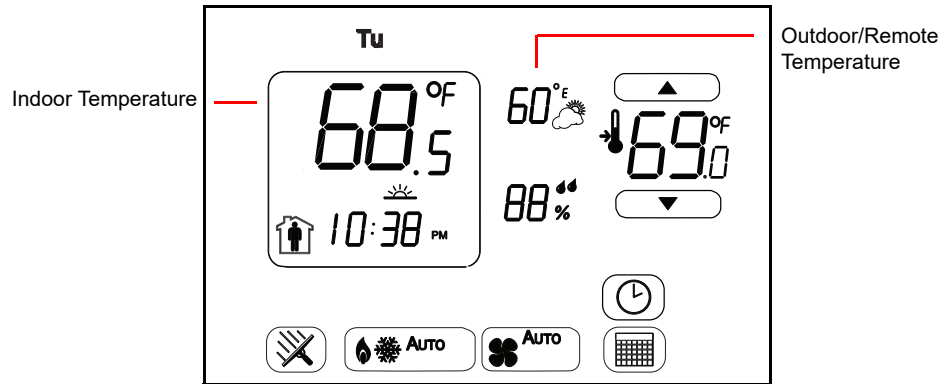 Tu
Outdoor/Remote
Temperature
Indoor Temperature
68.5 °F
60°E
69.0 °F
88 %
10:38 PM
AUTO
AUTO